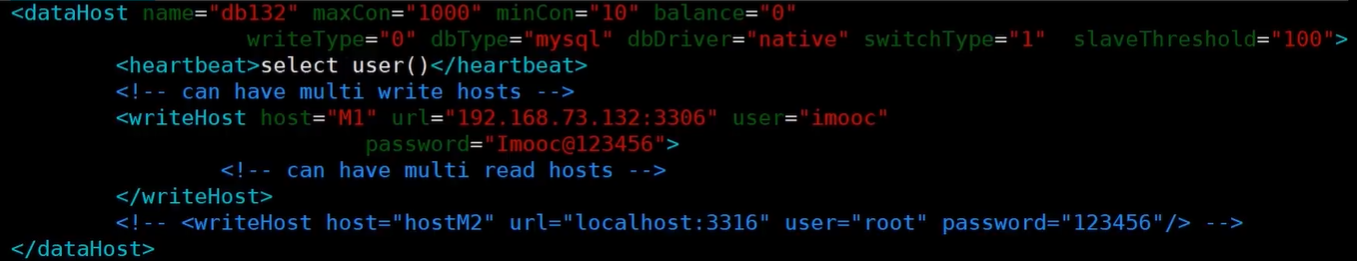 <dataHost name="db132" maxCon="1000" minCon="10" balance="0"
writeType="0" dbType="mysql" dbDriver="native" switchType="1" slaveThreshold="100">
<heartbeat>select user()</heartbeat>
<!-- can have multi write hosts -->
<writeHost host="M1" url="192.168.73.132:3306" user="imooc"
password="Imooc@123456">
<!-- can have multi read hosts -->
</writeHost>
<!-- <writeHost host="hostM2" url="localhost:3316" user="root" password="123456"/> -->
</dataHost>